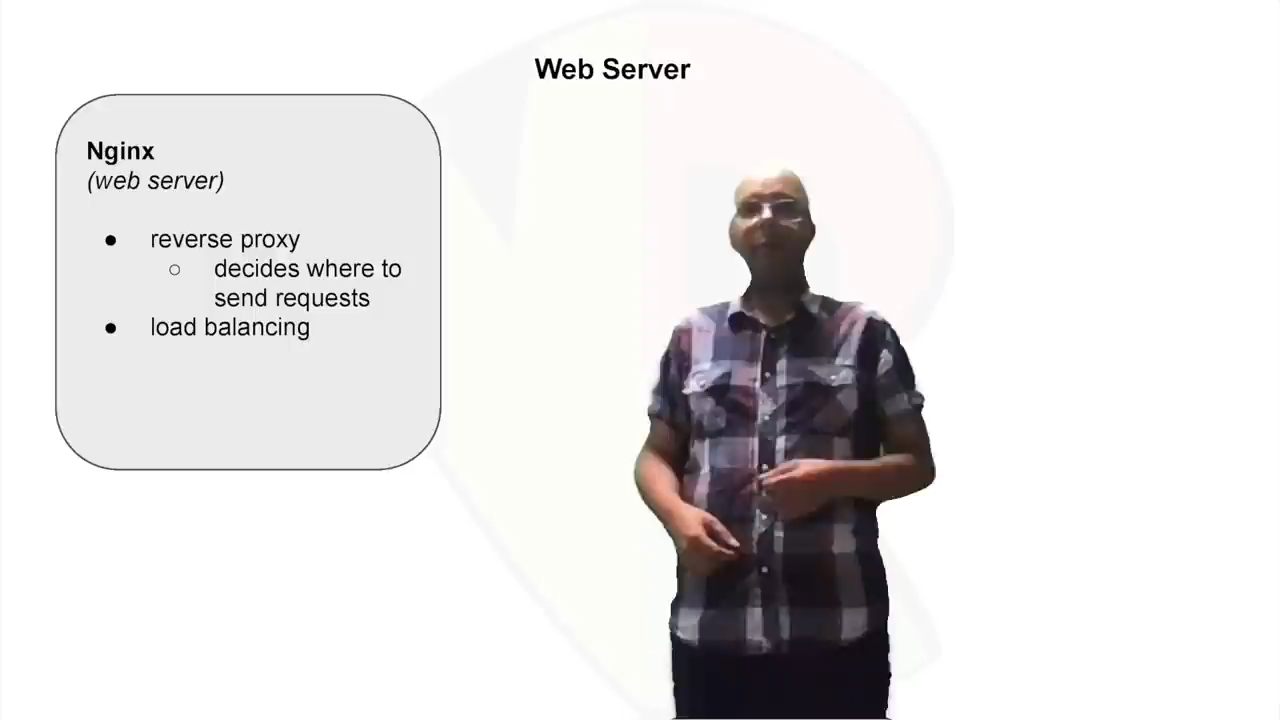 Web Server
Nginx
(web server)
● reverse proxy
○ decides where to
send requests
● load balancing